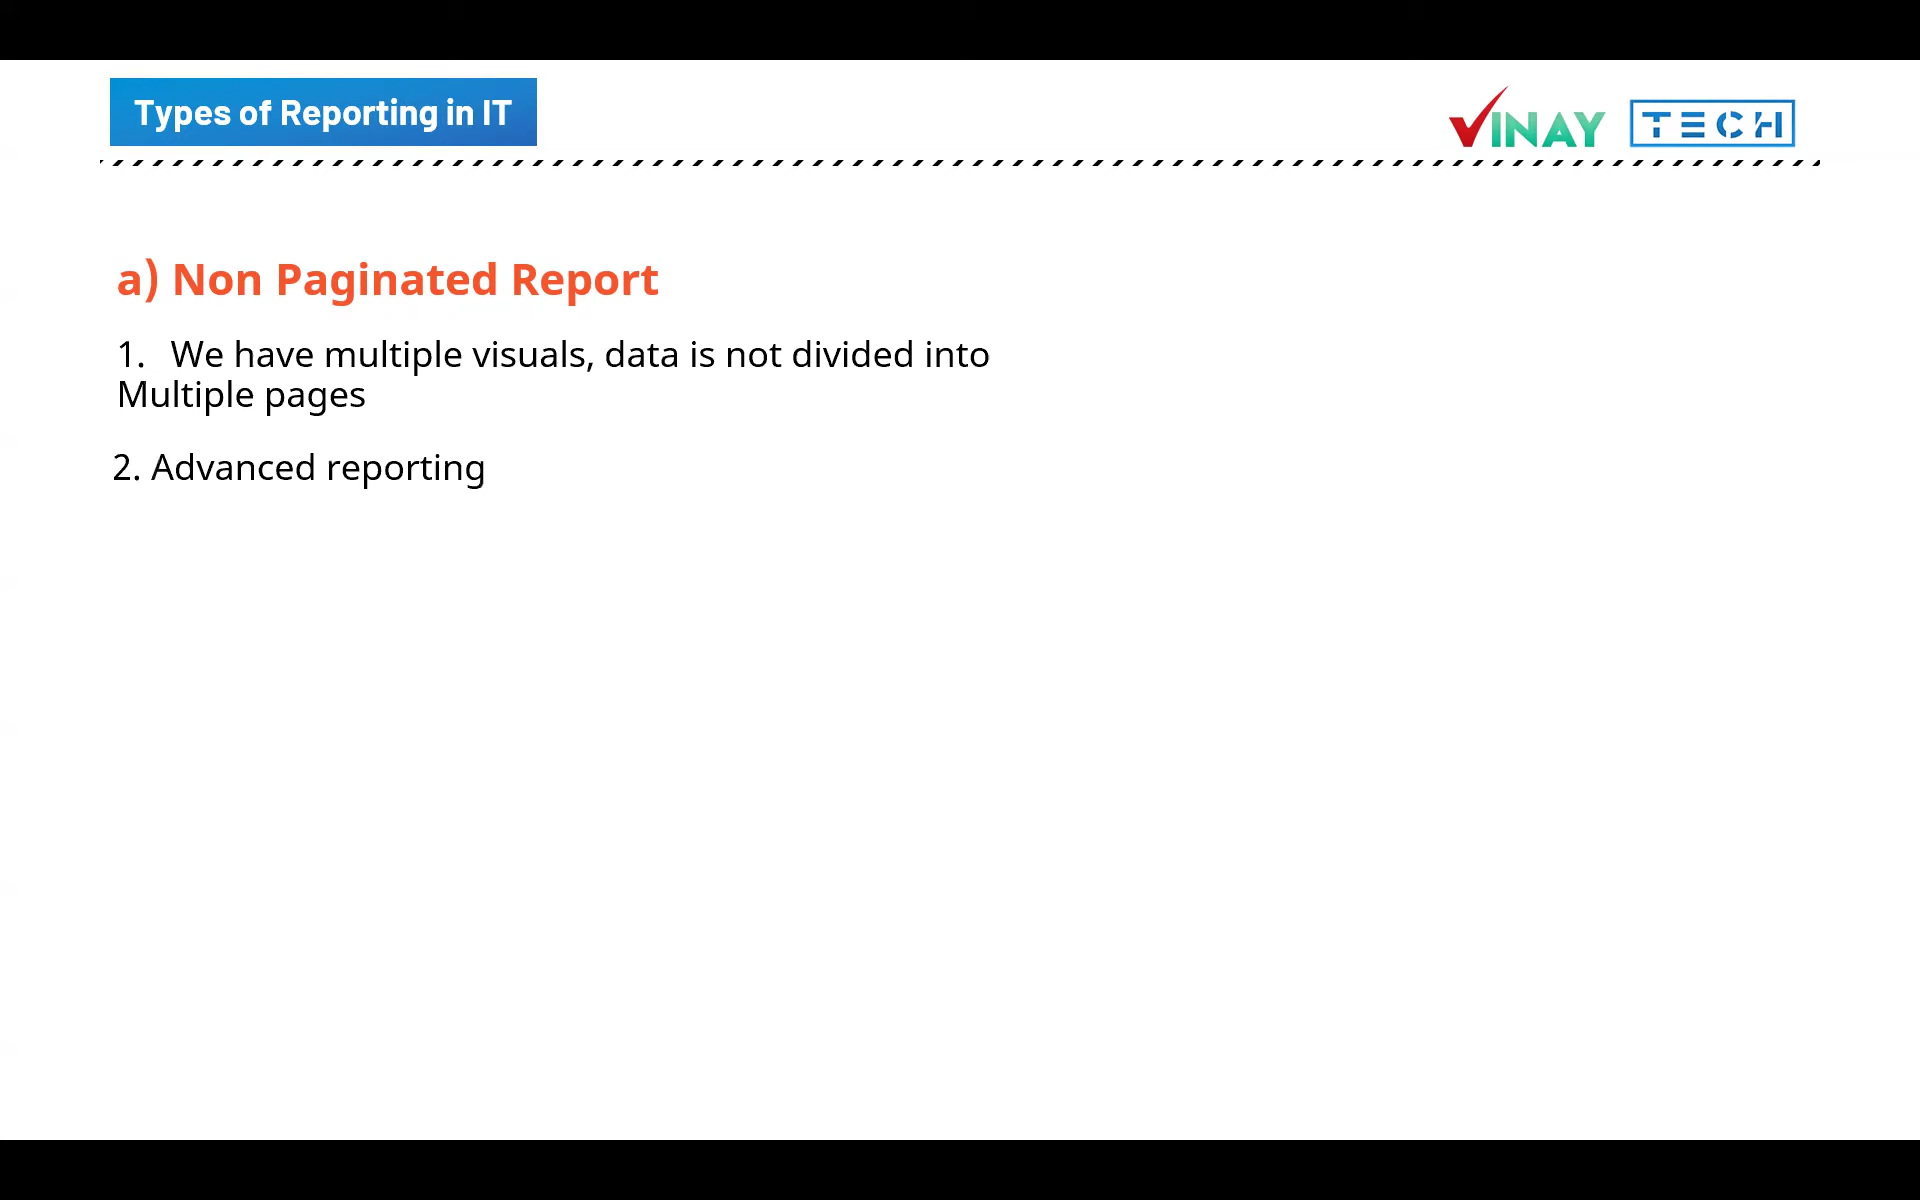 Types of Reporting in IT
VINAY TECH
a) Non Paginated Report
1. We have multiple visuals, data is not divided into
Multiple pages
2. Advanced reporting